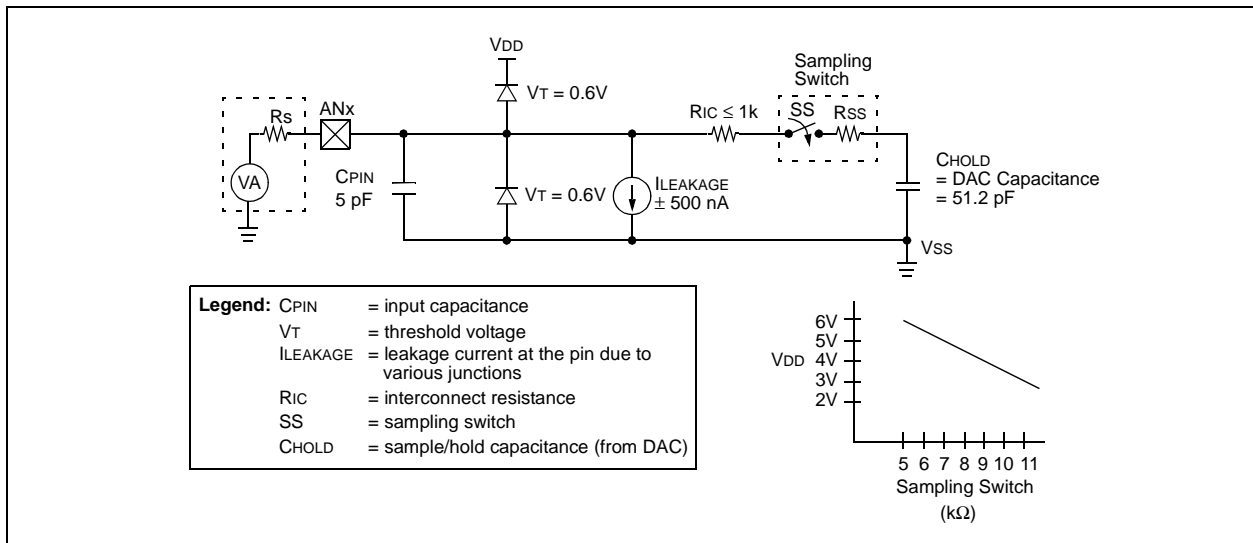 VDD
Sampling
Switch
VT = 0.6V
RIC ≤ 1k
SS
RSS
Rs
ANx
VA
CPIN
5 pF
VT = 0.6V
ILEAKAGE
± 500 nA
CHOLD
= DAC Capacitance
= 51.2 pF
VSS
Legend: CPIN = input capacitance
VT = threshold voltage
ILEAKAGE = leakage current at the pin due to
various junctions
RIC = interconnect resistance
SS = sampling switch
CHOLD = sample/hold capacitance (from DAC)
6V
5V
VDD 4V
3V
2V
5 6 7 8 9 10 11
Sampling Switch
(kΩ)